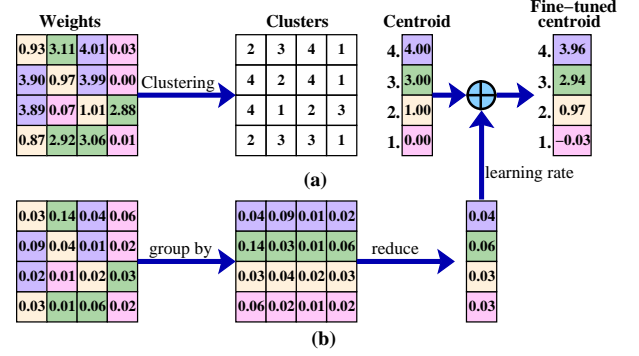 Weights Clusters Centroid Fine-tuned centroid
0.93 3.11 4.01 0.03
3.90 0.97 3.99 0.00
3.89 0.07 1.01 2.88
0.87 2.92 3.06 0.01
Clustering
2 3 4 1
4 2 4 1
4 1 2 3
2 3 3 1
4. 4.00
3. 3.00
2. 1.00
1. 0.00
4. 3.96
3. 2.94
2. 0.97
1. −0.03
(a)
learning rate
0.03 0.14 0.04 0.06
0.09 0.04 0.01 0.02
0.02 0.01 0.02 0.03
0.03 0.01 0.06 0.02
group by
0.04 0.09 0.01 0.02
0.14 0.03 0.01 0.06
0.03 0.04 0.02 0.03
0.06 0.02 0.01 0.02
reduce
0.04
0.06
0.03
0.03
(b)